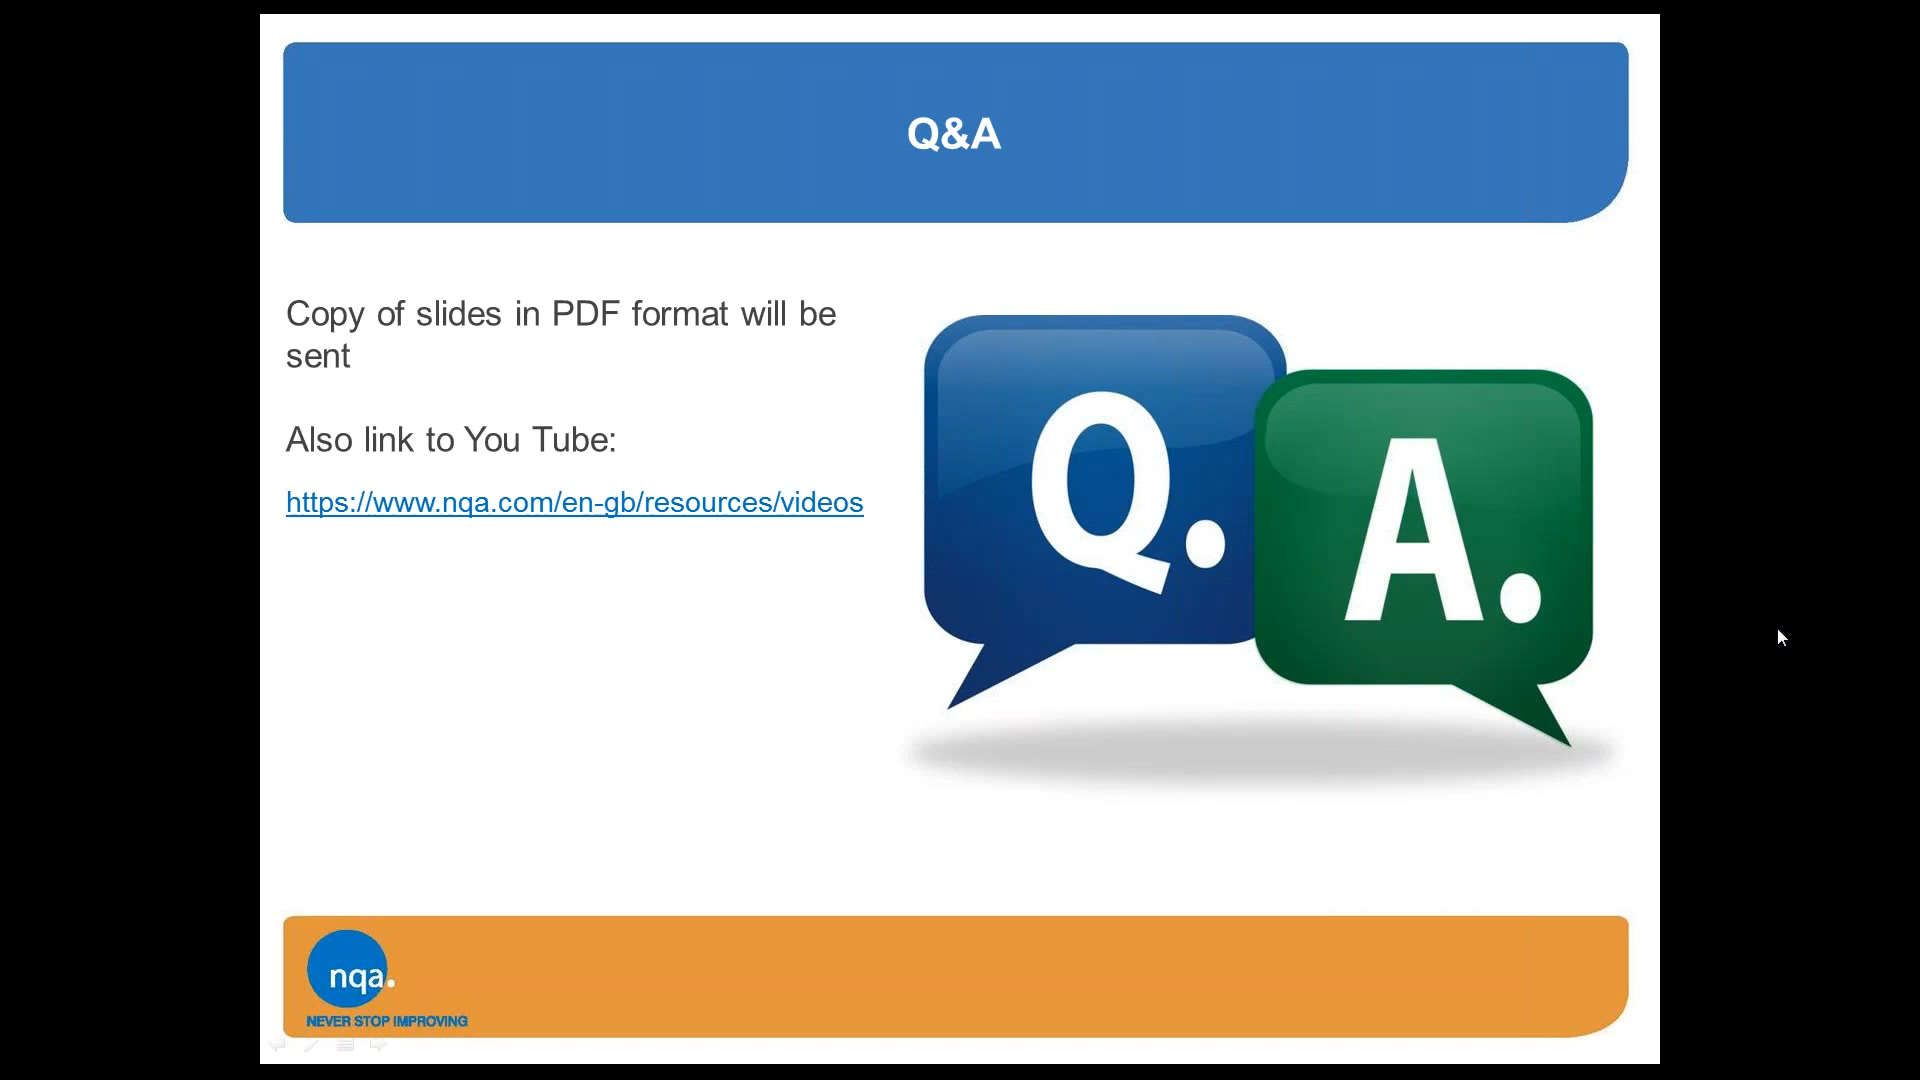 Q&A
Copy of slides in PDF format will be
sent
Also link to You Tube:
https://www.nqa.com/en-gb/resources/videos
Q.
A.
nqa.
NEVER STOP IMPROVING